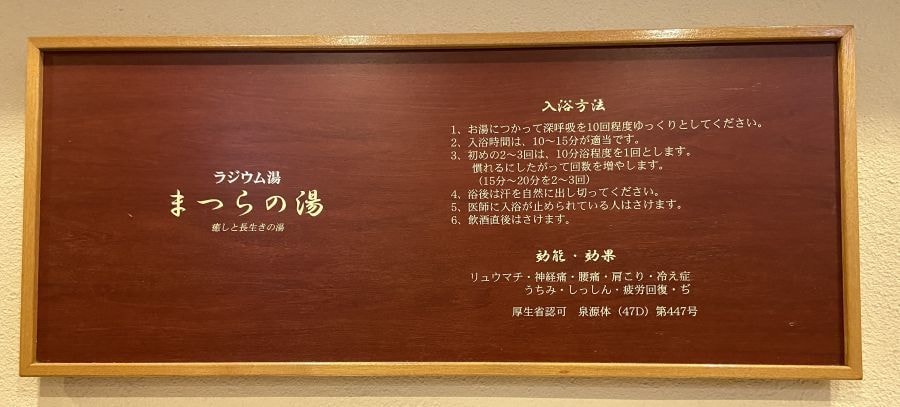 ラジウム湯
まつらの湯
癒しと長生きの湯
入浴方法
1、お湯につかって深呼吸を10回程度ゆっくりとしてください。
2、入浴時間は、10〜15分が適当です。
3、初めの2〜3回は、10分浴程度を1回とします。
慣れるにしたがって回数を増やします。
（15分〜20分を2〜3回）
4、浴後は汗を自然に出し切ってください。
5、医師に入浴が止められている人はさけます。
6、飲酒直後はさけます。
効能・効果
リュウマチ・神経痛・腰痛・肩こり・冷え症
うちみ・しっしん・疲労回復・ぢ
厚生省認可　泉源体（47D）第447号